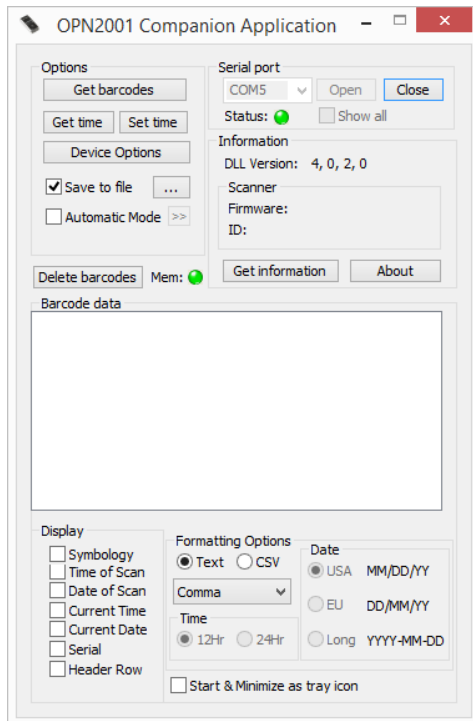 OPN2001 Companion Application
Options
Get barcodes
Get time Set time
Device Options
Save to file ...
Automatic Mode >>
Delete barcodes Mem:
Serial port
COM5 Open Close
Status: Show all
Information
DLL Version: 4, 0, 2, 0
Scanner
Firmware:
ID:
Get information About
Barcode data
Display
Symbology
Time of Scan
Date of Scan
Current Time
Current Date
Serial
Header Row
Formatting Options
Text CSV
Comma
Time
12Hr 24Hr
Date
USA MM/DD/YY
EU DD/MM/YY
Long YYYY-MM-DD
Start & Minimize as tray icon